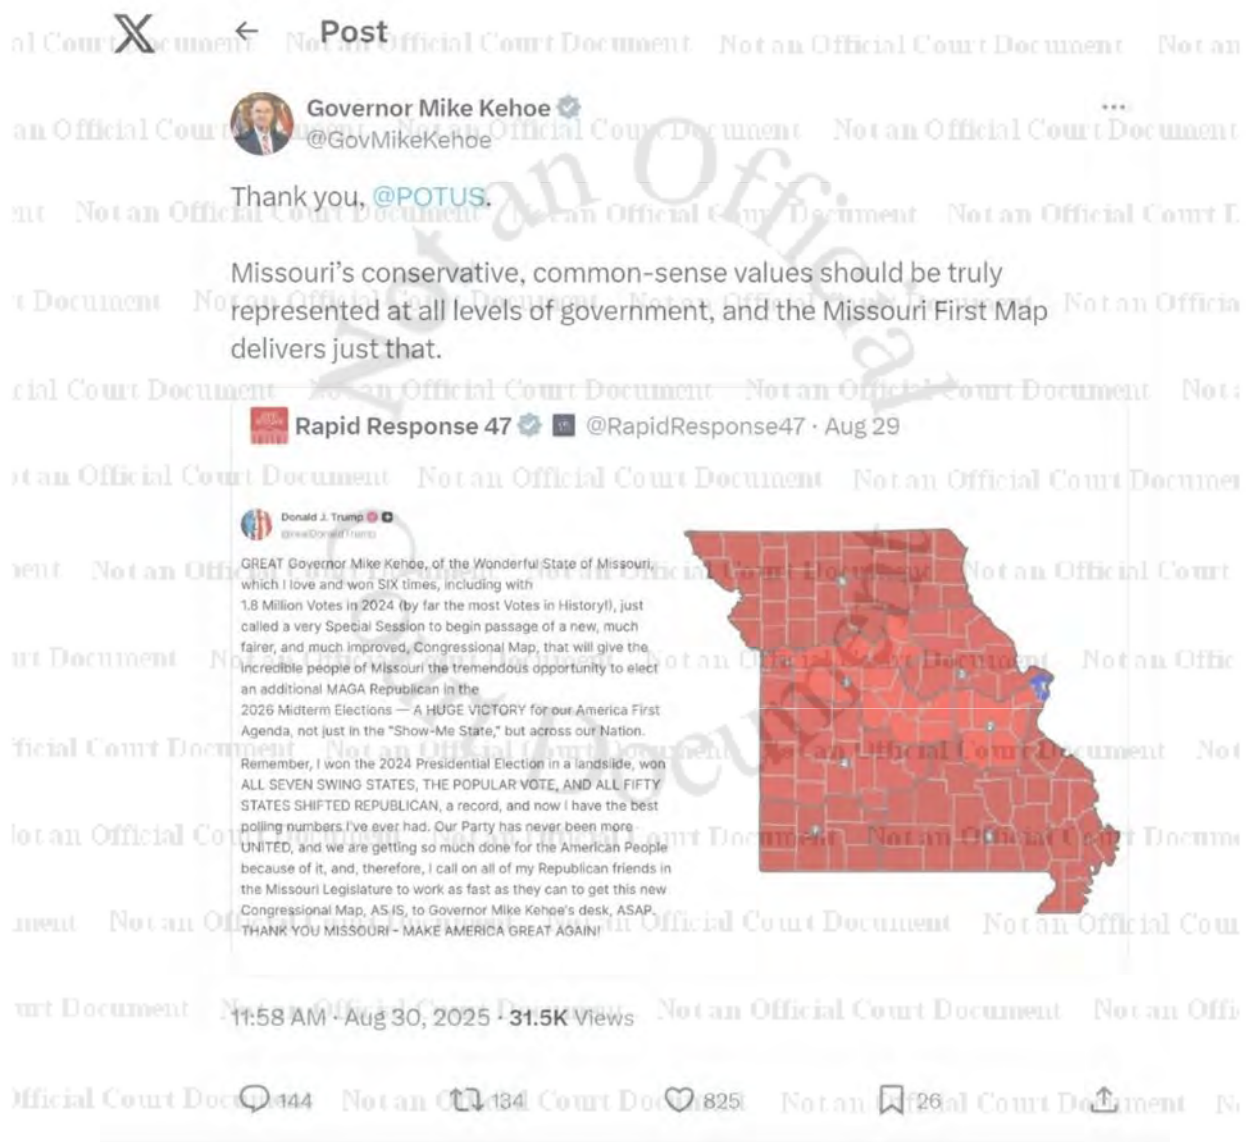 Post
Governor Mike Kehoe
@GovMikeKehoe
Thank you, @POTUS.
Missouri's conservative, common-sense values should be truly
represented at all levels of government, and the Missouri First Map
delivers just that.
Rapid Response 47 @RapidResponse47 · Aug 29
Donald J. Trump
@realDonaldTrump
GREAT Governor Mike Kehoe, of the Wonderful State of Missouri,
which I love and won SIX times, including with
1.8 Million Votes in 2024 (by far the most Votes in History!), just
called a very Special Session to begin passage of a new, much
fairer, and much improved, Congressional Map, that will give the
incredible people of Missouri the tremendous opportunity to elect
an additional MAGA Republican in the
2026 Midterm Elections — A HUGE VICTORY for our America First
Agenda, not just in the "Show-Me State," but across our Nation.
Remember, I won the 2024 Presidential Election in a landslide, won
ALL SEVEN SWING STATES, THE POPULAR VOTE, AND ALL FIFTY
STATES SHIFTED REPUBLICAN, a record, and now I have the best
polling numbers I've ever had. Our Party has never been more
UNITED, and we are getting so much done for the American People
because of it, and, therefore, I call on all of my Republican friends in
the Missouri Legislature to work as fast as they can to get this new
Congressional Map, AS IS, to Governor Mike Kehoe's desk, ASAP.
THANK YOU MISSOURI - MAKE AMERICA GREAT AGAIN!
11:58 AM · Aug 30, 2025 · 31.5K Views
144 134 825 26
Not an Official Court Document